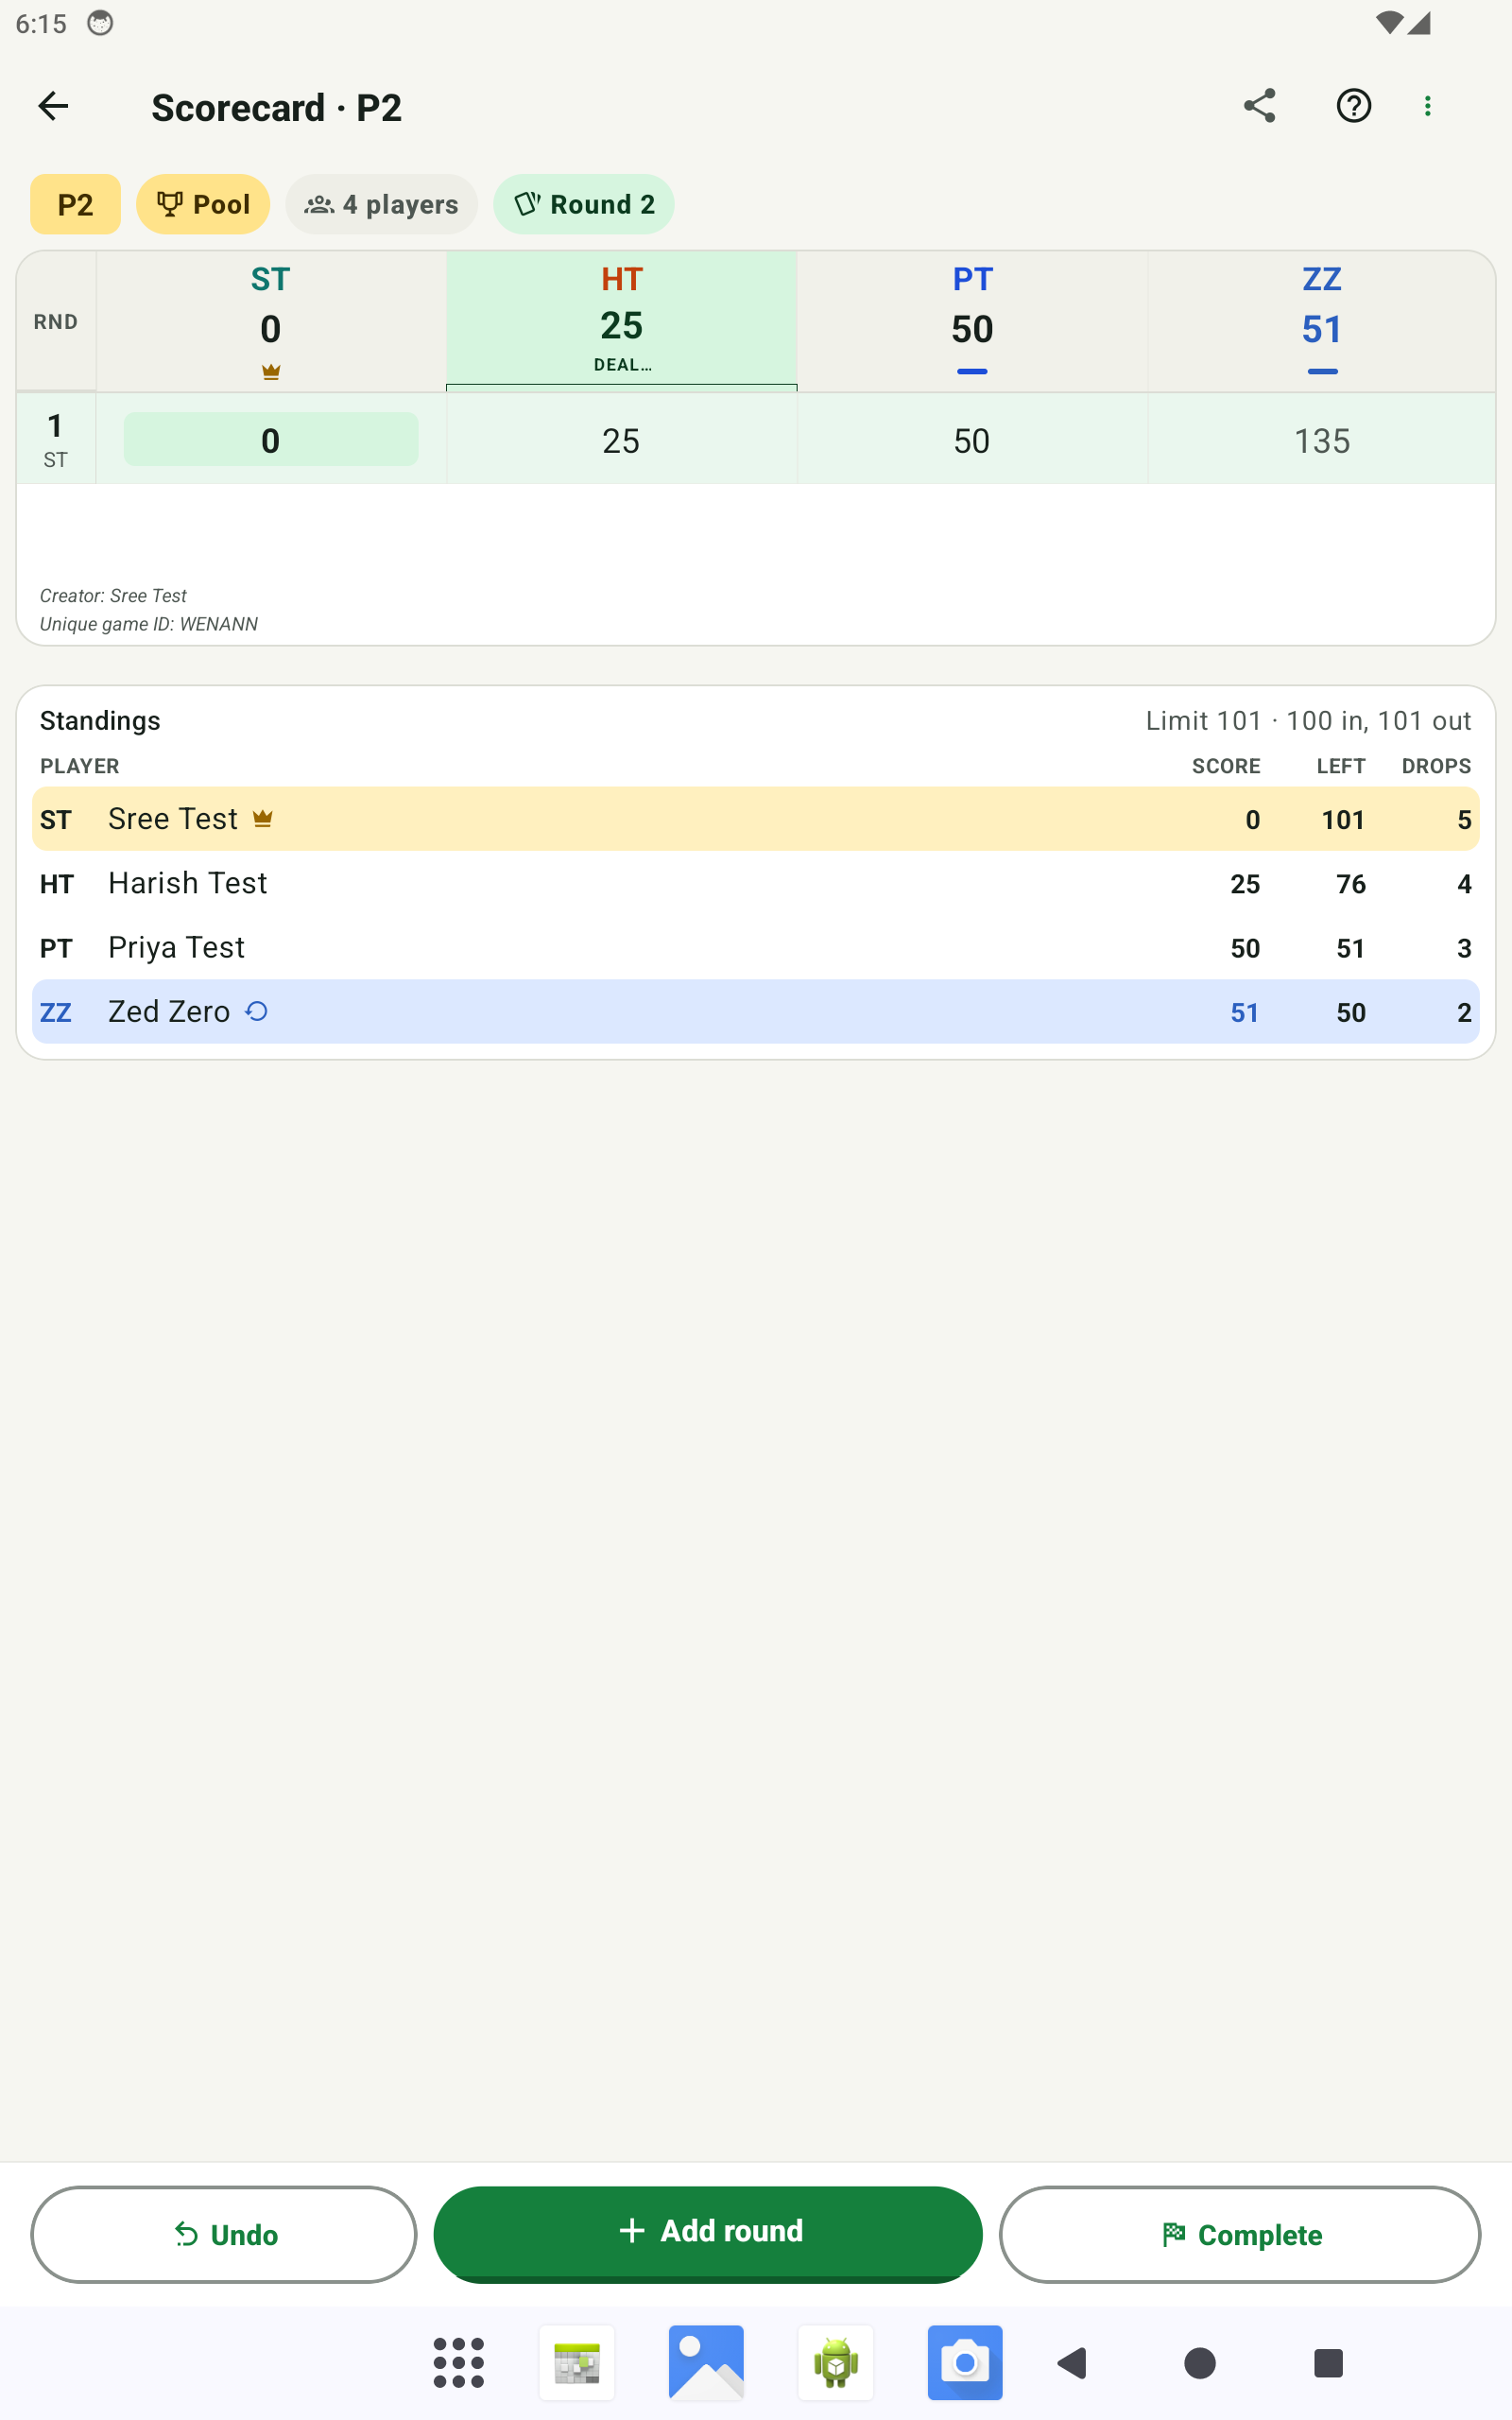 6:15
Scorecard · P2
P2 Pool 4 players Round 2
RND ST HT PT ZZ
0 25 50 51
DEAL…
1 0 25 50 135
ST
Creator: Sree Test
Unique game ID: WENANN
Standings Limit 101 · 100 in, 101 out
PLAYER SCORE LEFT DROPS
ST Sree Test 0 101 5
HT Harish Test 25 76 4
PT Priya Test 50 51 3
ZZ Zed Zero 51 50 2
Undo + Add round Complete